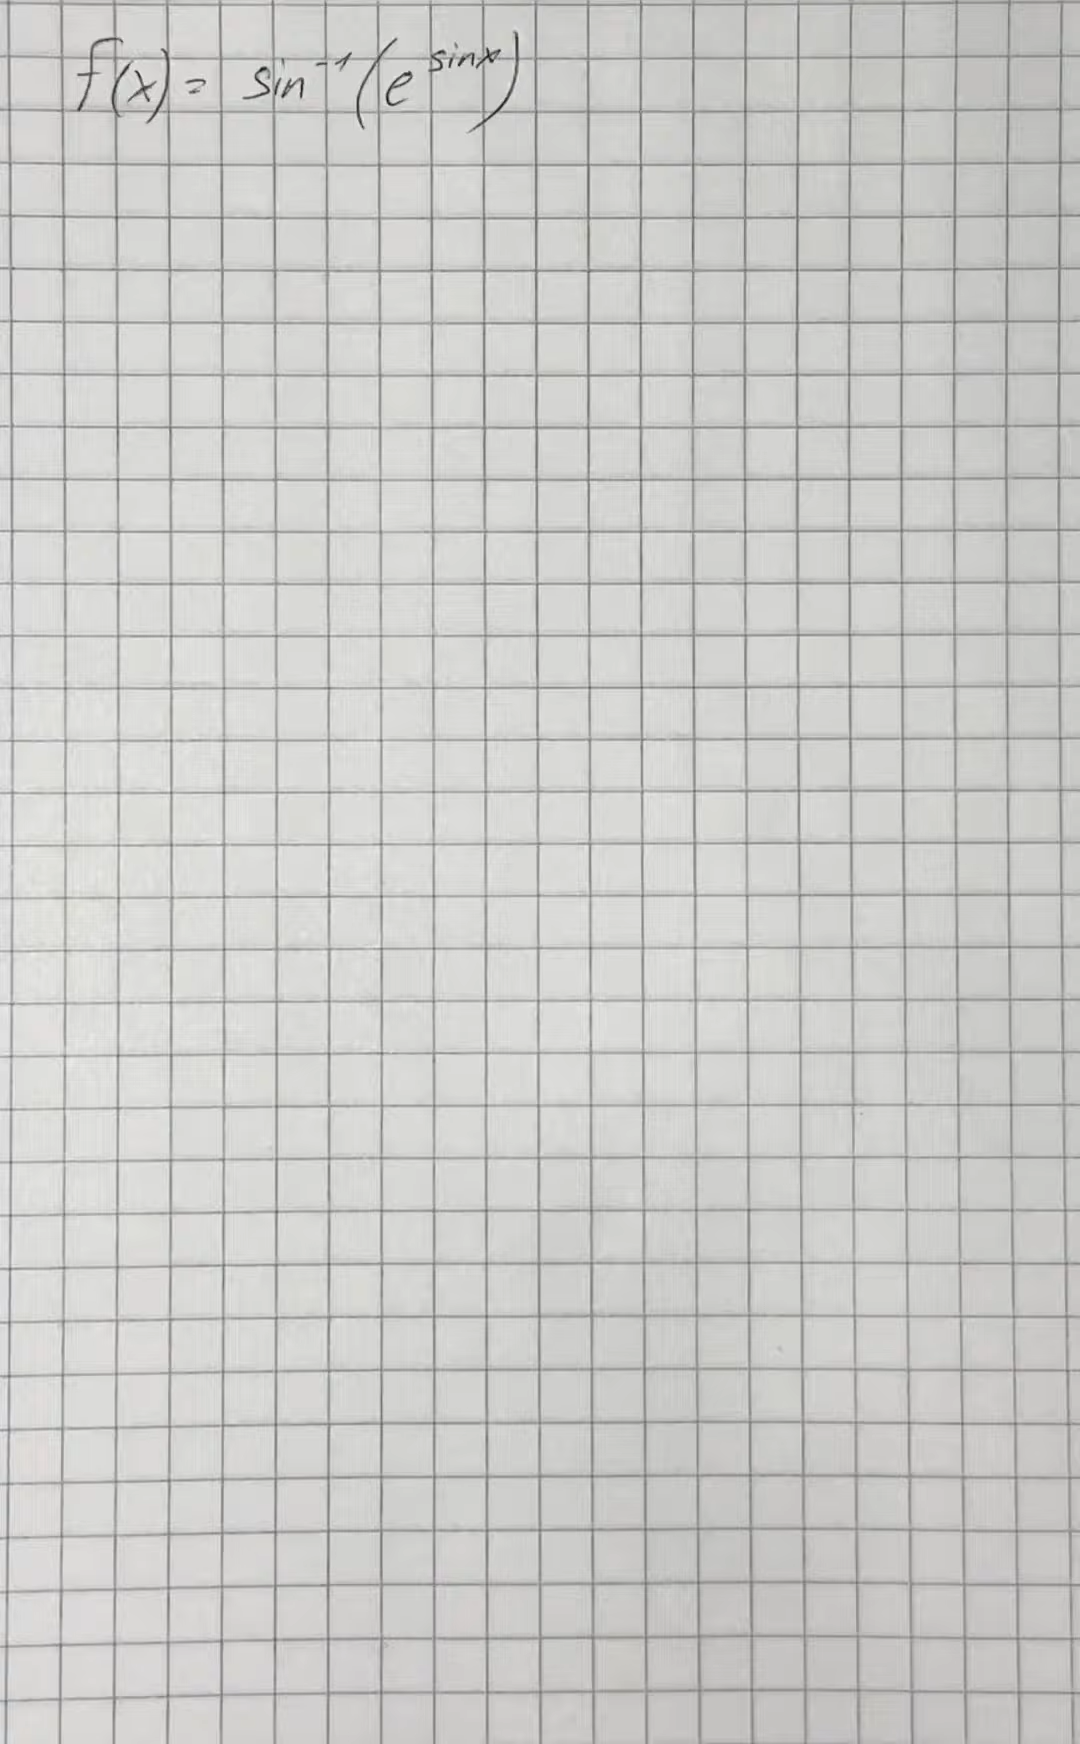 f(x) = sin⁻¹(e^sinx)